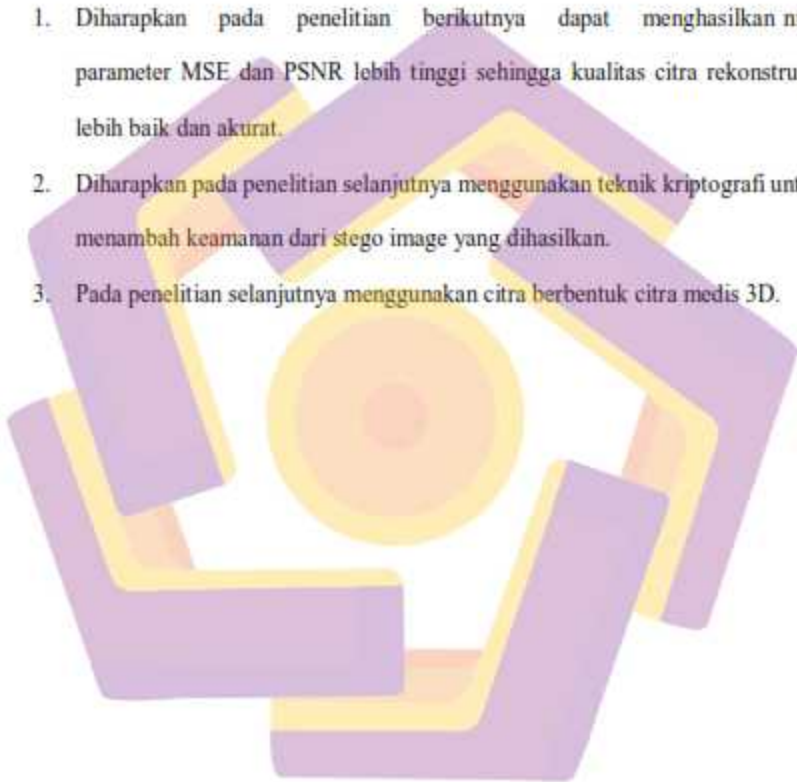 1. Diharapkan pada penelitian berikutnya dapat menghasilkan
parameter MSE dan PSNR lebih tinggi sehingga kualitas citra
lebih baik dan akurat.
2. Diharapkan pada penelitian selanjutnya menggunakan teknik kriptografi
menambah keamanan dari stego image yang dihasilkan.
3. Pada penelitian selanjutnya menggunakan citra berbentuk citra medis 3D.